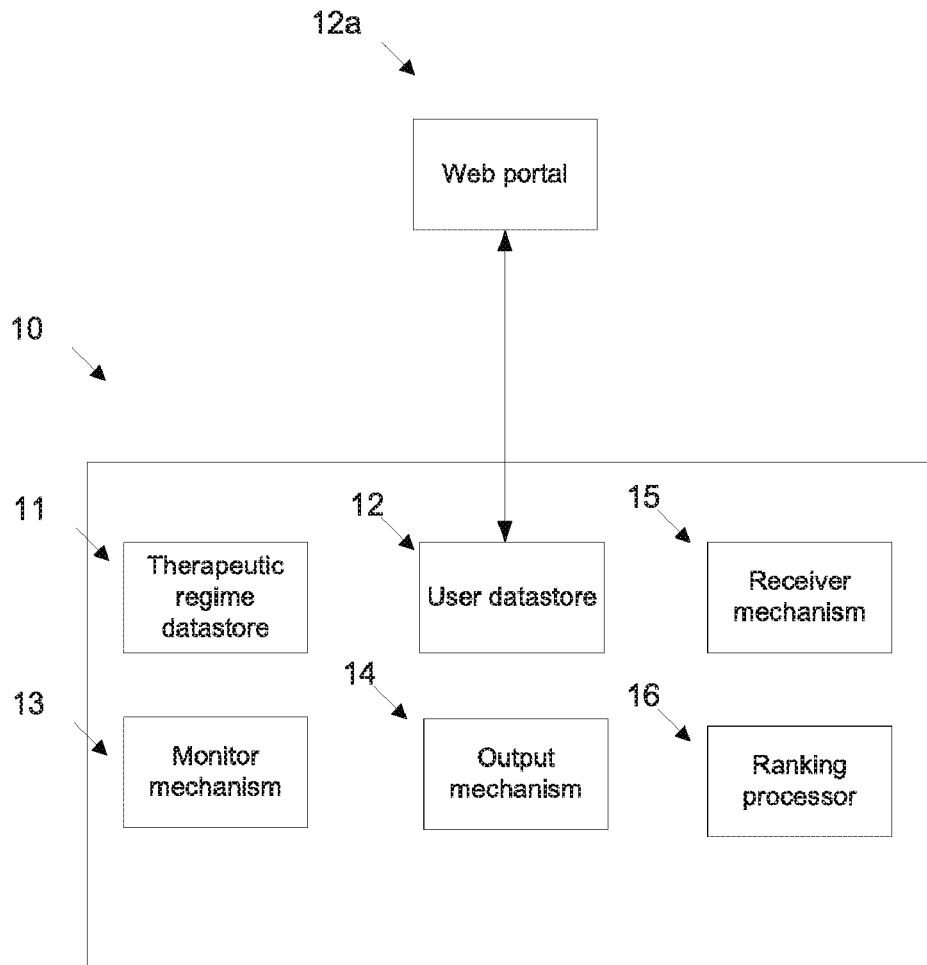 12a
Web portal
10
11
Therapeutic
regime
datastore
12
User datastore
15
Receiver
mechanism
13
Monitor
mechanism
14
Output
mechanism
16
Ranking
processor